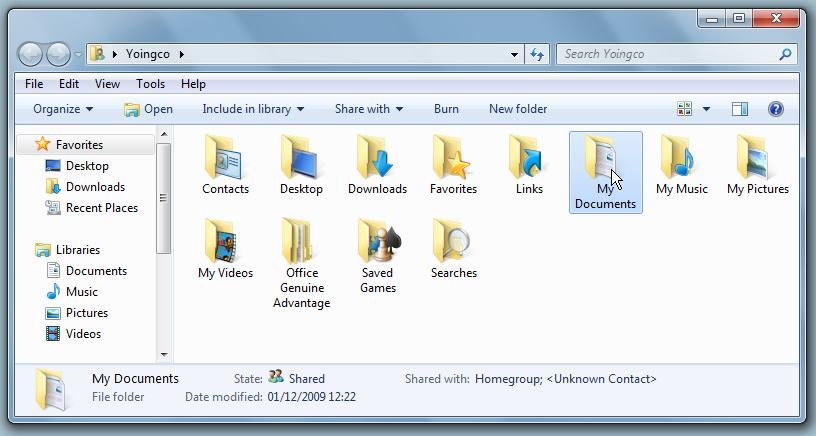 Yoingco
Search Yoingco
File Edit View Tools Help
Organize Open Include in library Share with Burn New folder
Favorites
Desktop
Downloads
Recent Places
Libraries
Documents
Music
Pictures
Videos
Contacts Desktop Downloads Favorites Links My Documents My Music My Pictures
My Videos Office Genuine Advantage Saved Games Searches
My Documents State: Shared Shared with: Homegroup; <Unknown Contact>
File folder Date modified: 01/12/2009 12:22